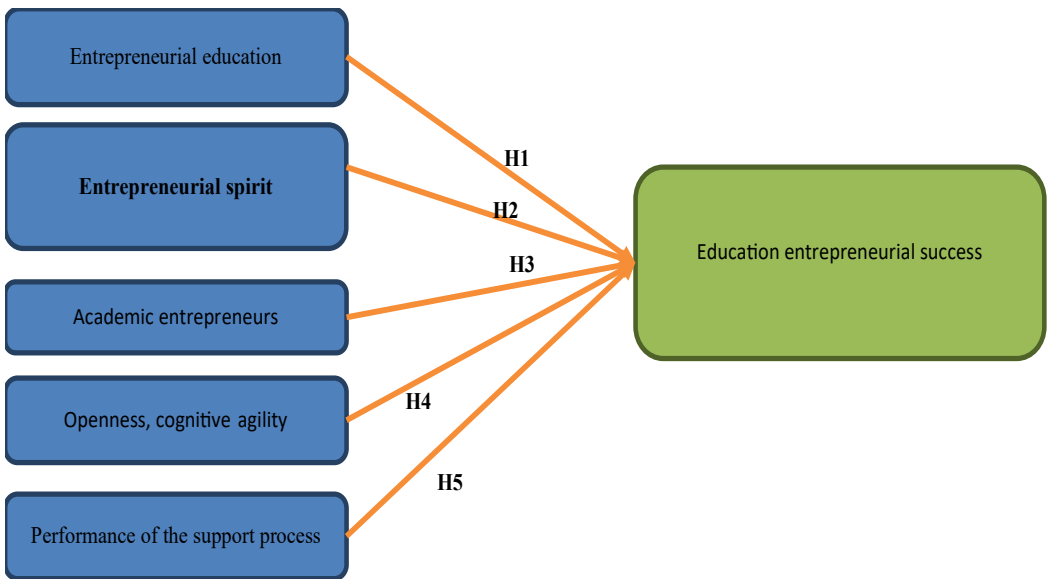 Entrepreneurial education
H1
Entrepreneurial spirit
H2
Education entrepreneurial success
H3
Academic entrepreneurs
H4
Openness, cognitive agility
H5
Performance of the support process